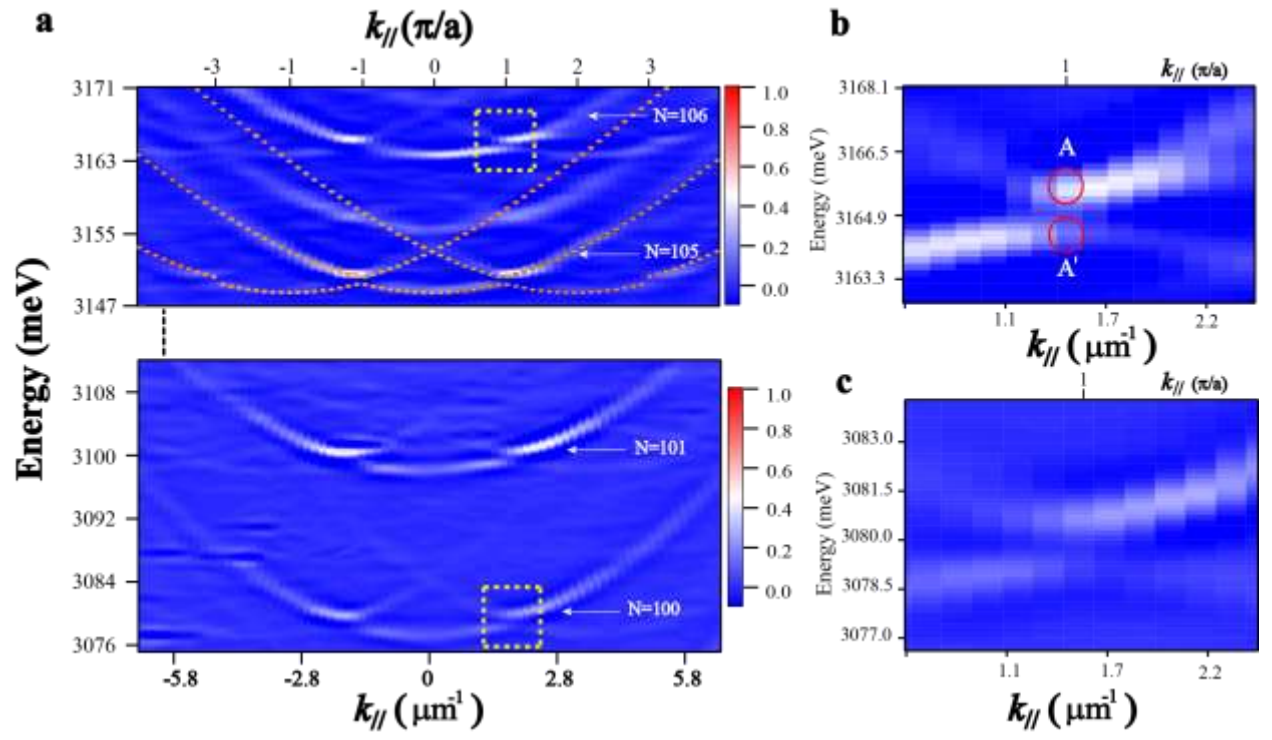 a
k// (π/a)
-3 -1 -1 0 1 2 3
3171
3163
3155
3147
N=106
N=105
1.0
0.8
0.6
0.4
0.2
0.0
Energy (meV)
3108
3100
3092
3084
3076
N=101
N=100
1.0
0.8
0.6
0.4
0.2
0.0
-5.8 -2.8 0 2.8 5.8
k// (μm-1)
b
1 k// (π/a)
3168.1
3166.5
3164.9
3163.3
Energy (meV)
A
A'
1.1 1.7 2.2
k// (μm-1)
c
1 k// (π/a)
3083.0
3081.5
3080.0
3078.5
3077.0
Energy (meV)
1.1 1.7 2.2
k// (μm-1)